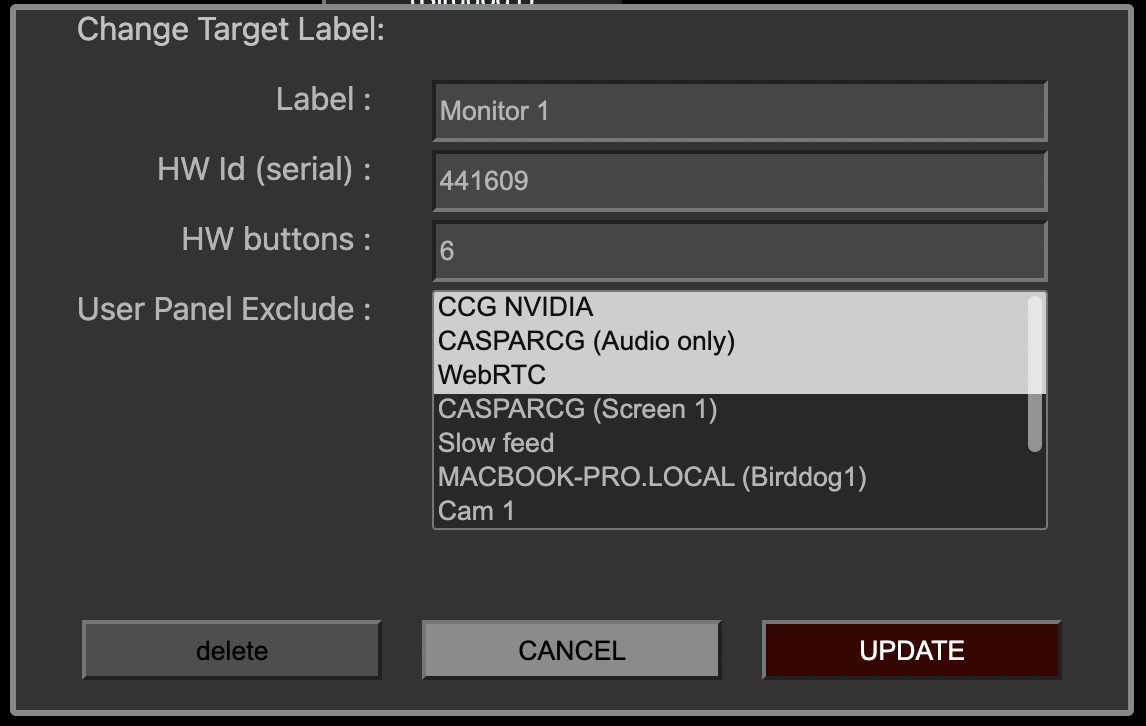 Change Target Label:
Label :
Monitor 1
HW Id (serial) :
441609
HW buttons :
6
User Panel Exclude :
CCG NVIDIA
CASPARCG (Audio only)
WebRTC
CASPARCG (Screen 1)
Slow feed
MACBOOK-PRO.LOCAL (Birddog1)
Cam 1
delete
CANCEL
UPDATE